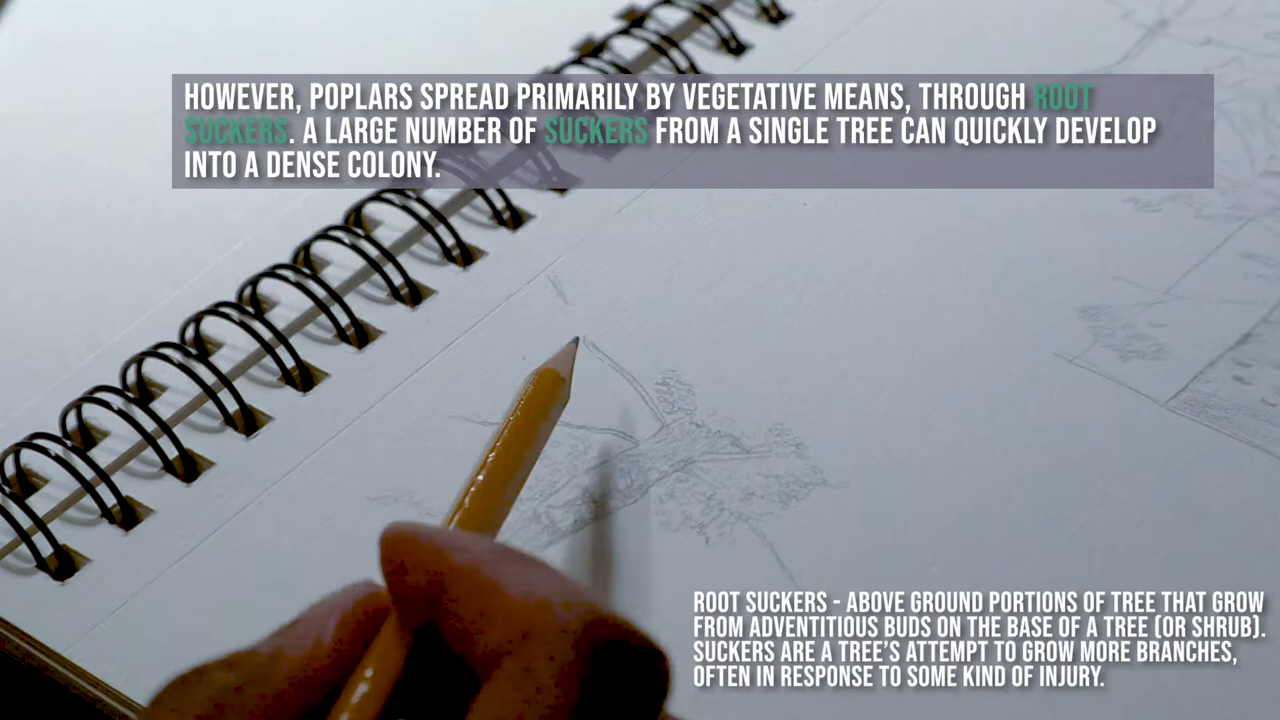 HOWEVER, POPLARS SPREAD PRIMARILY BY VEGETATIVE MEANS, THROUGH ROOT
SUCKERS. A LARGE NUMBER OF SUCKERS FROM A SINGLE TREE CAN QUICKLY DEVELOP
INTO A DENSE COLONY.
ROOT SUCKERS - ABOVE GROUND PORTIONS OF TREE THAT GROW
FROM ADVENTITIOUS BUDS ON THE BASE OF A TREE (OR SHRUB).
SUCKERS ARE A TREE'S ATTEMPT TO GROW MORE BRANCHES,
OFTEN IN RESPONSE TO SOME KIND OF INJURY.